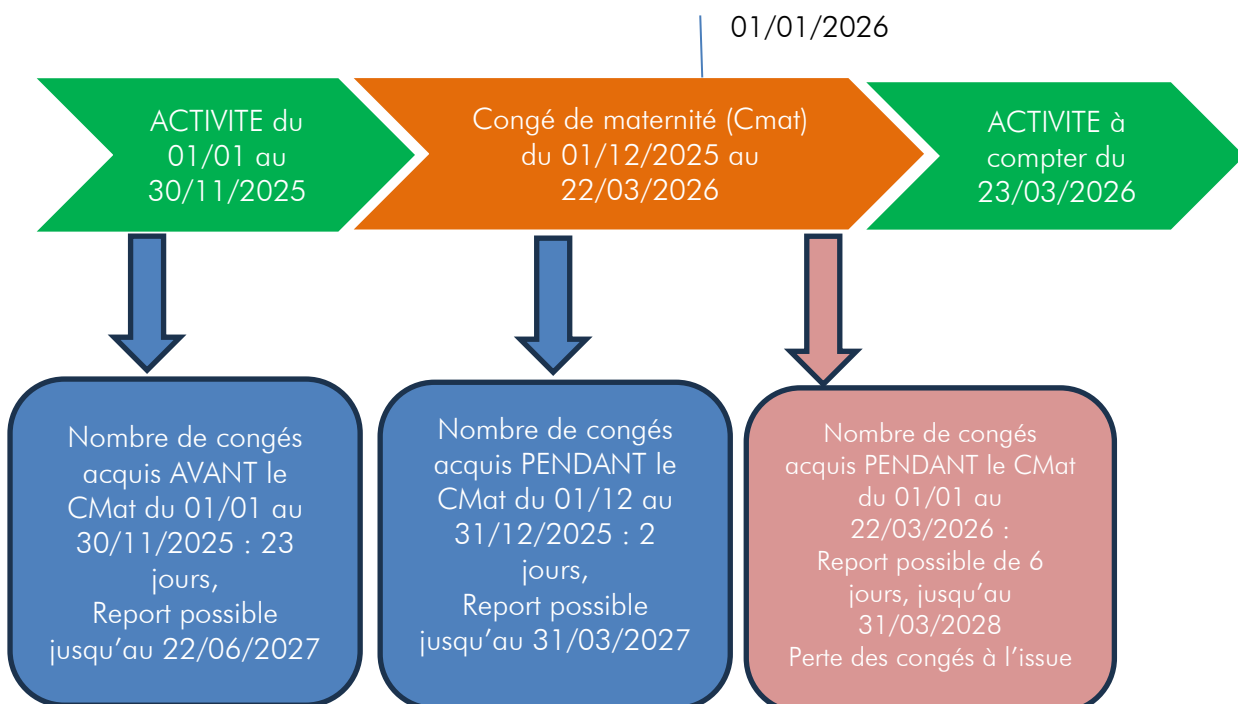 01/01/2026
ACTIVITE du
01/01 au
30/11/2025
Congé de maternité (Cmat)
du 01/12/2025 au
22/03/2026
ACTIVITE à
compter du
23/03/2026
Nombre de congés
acquis AVANT le
CMat du 01/01 au
30/11/2025 : 23
jours,
Report possible
jusqu’au 22/06/2027
Nombre de congés
acquis PENDANT le
CMat du 01/12 au
31/12/2025 : 2
jours,
Report possible
jusqu’au 31/03/2027
Nombre de congés
acquis PENDANT le CMat
du 01/01 au
22/03/2026 :
Report possible de 6
jours, jusqu’au
31/03/2028
Perte des congés à l’issue